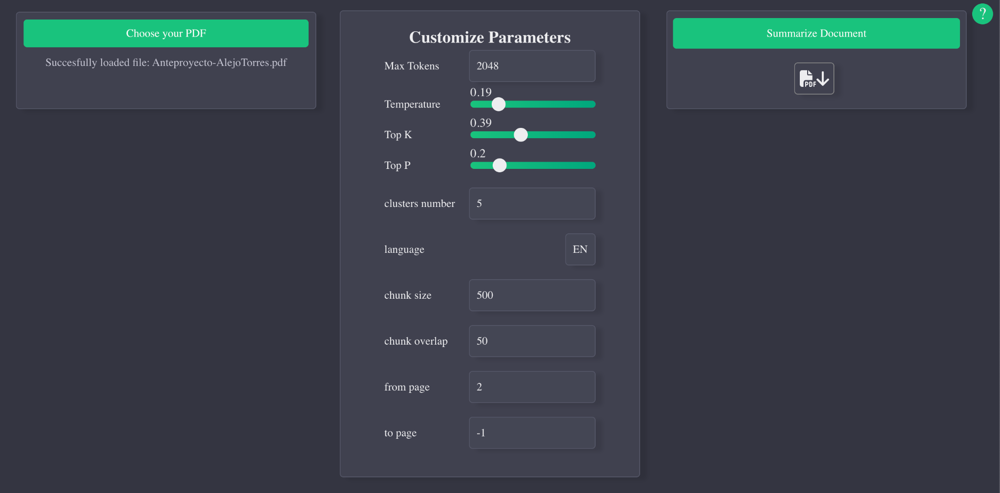 Choose your PDF
Succesfully loaded file: Anteproyecto-AlejoTorres.pdf
Customize Parameters
Max Tokens 2048
0.19
Temperature
0.39
Top K
0.2
Top P
clusters number 5
language EN
chunk size 500
chunk overlap 50
from page 2
to page -1
Summarize Document
PDF
?